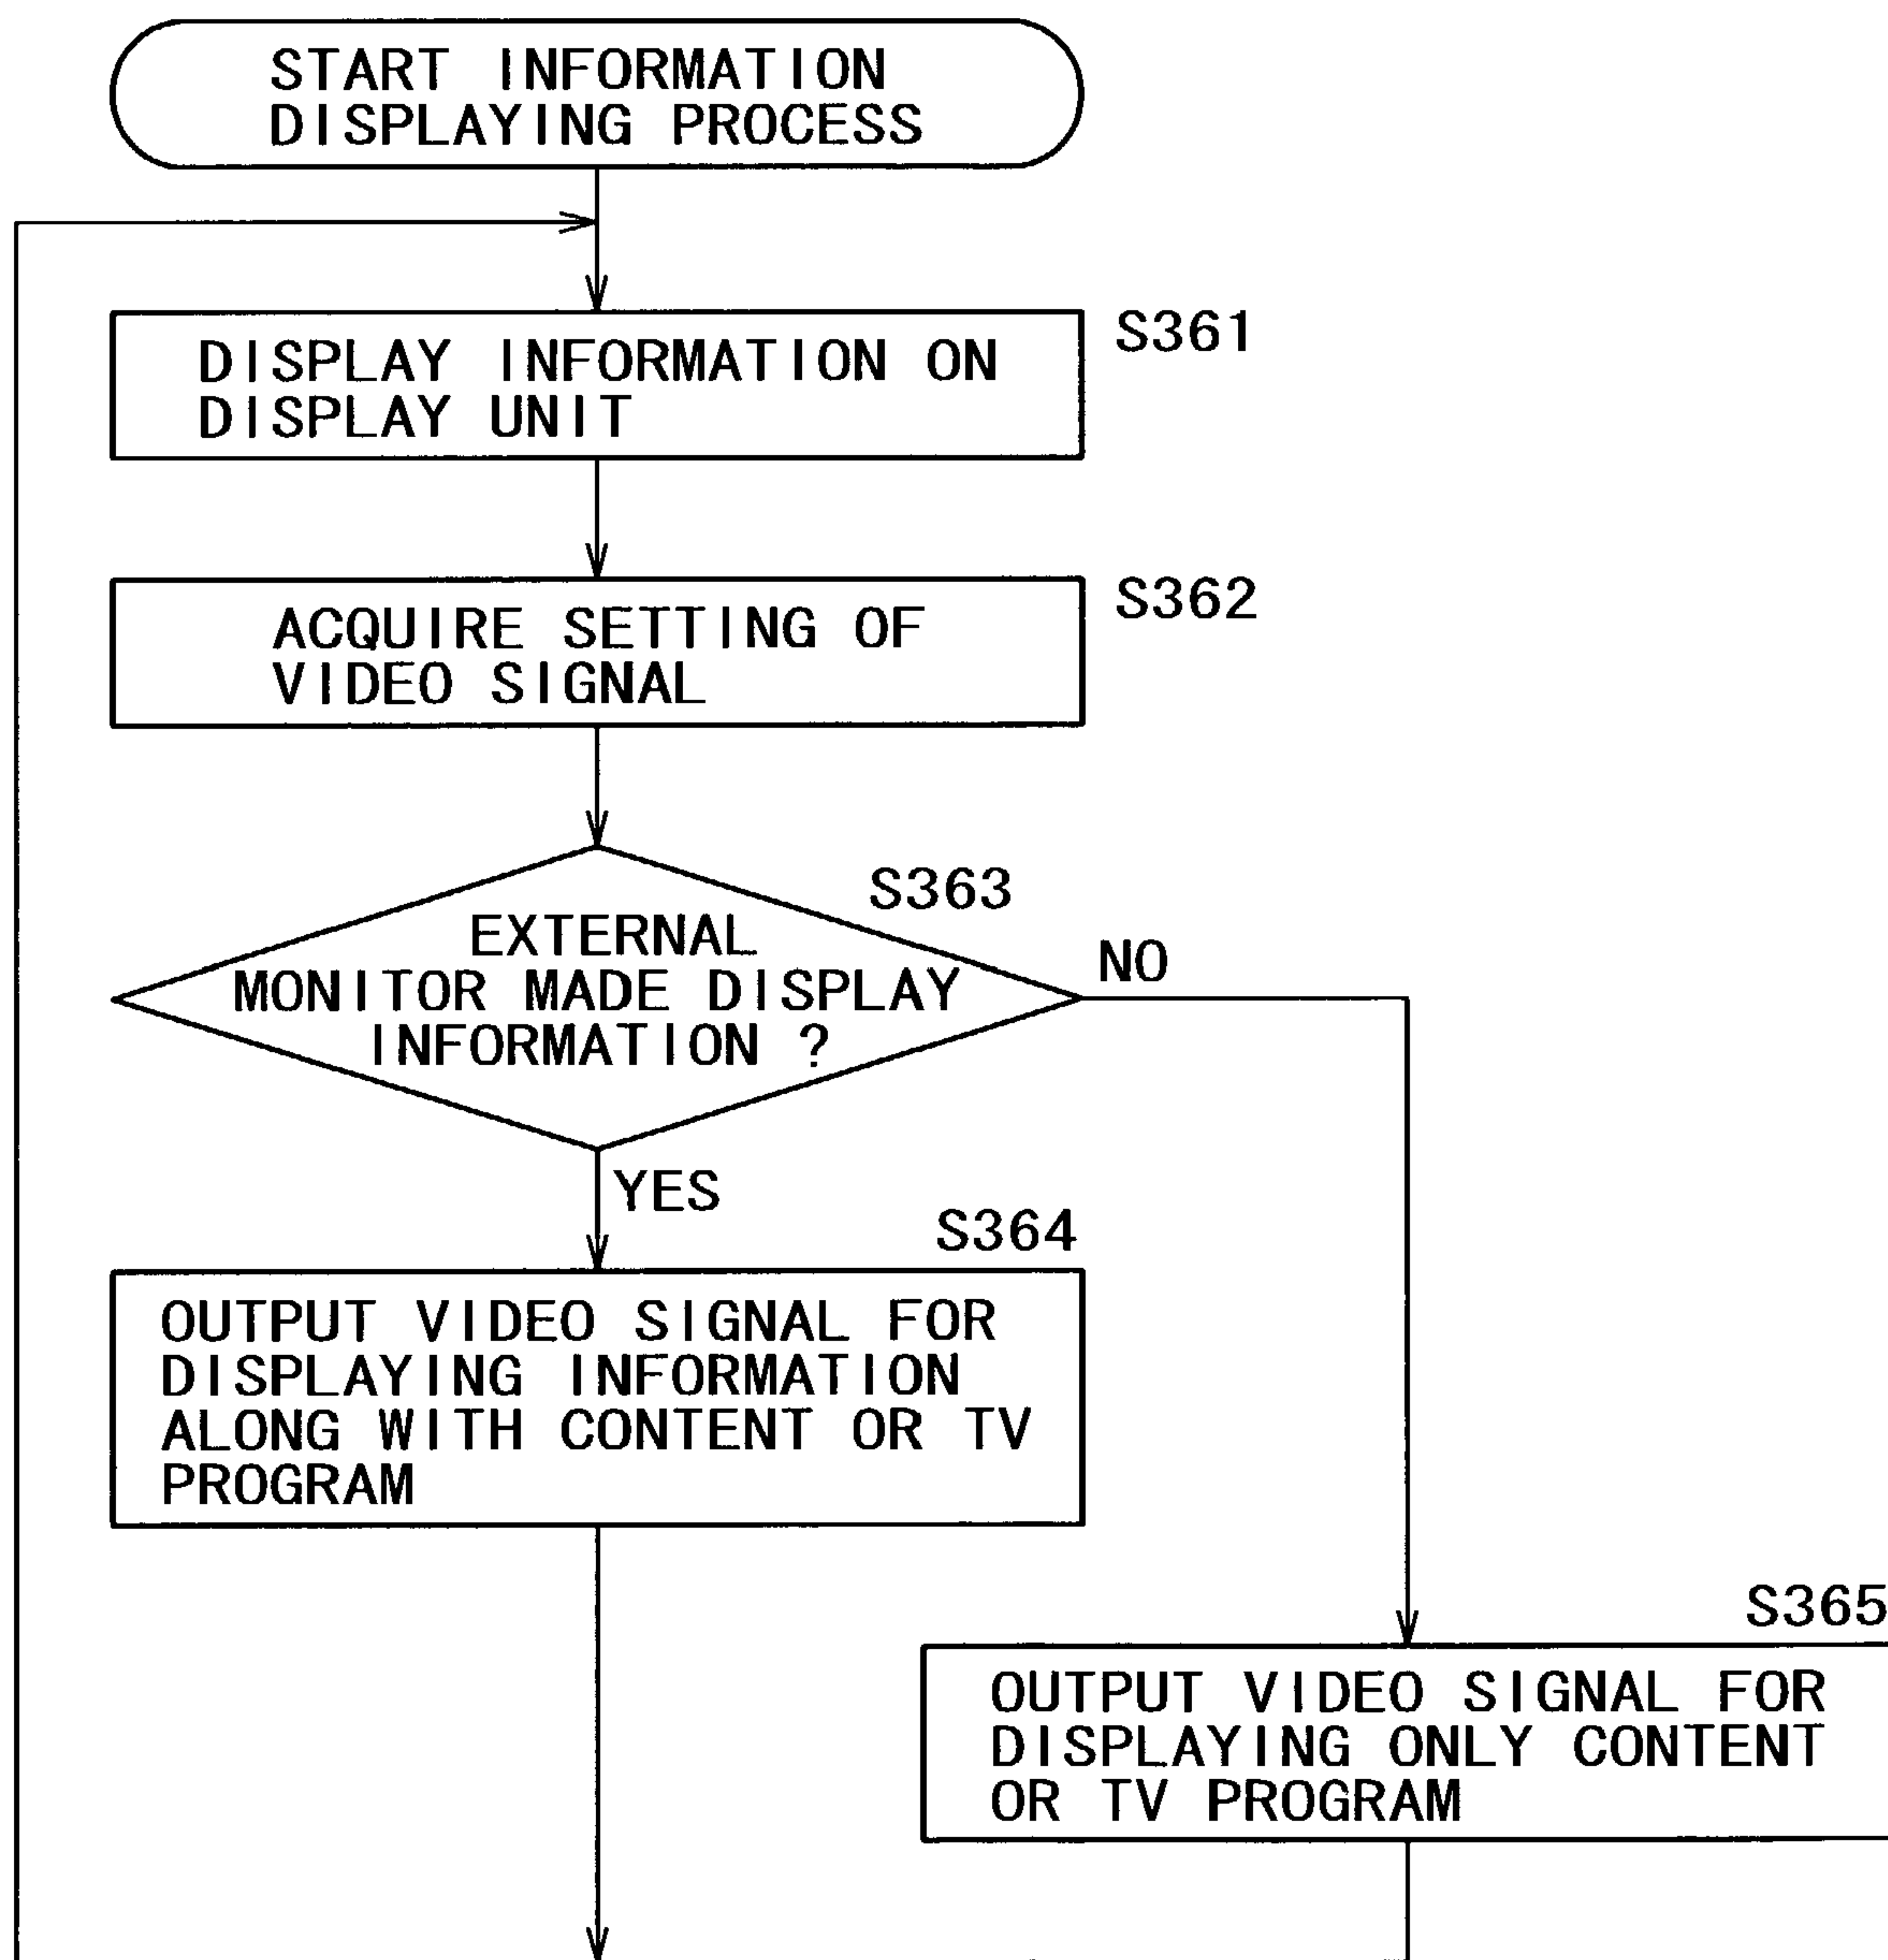 START INFORMATION
DISPLAYING PROCESS
S361
DISPLAY INFORMATION ON
DISPLAY UNIT
S362
ACQUIRE SETTING OF
VIDEO SIGNAL
S363
EXTERNAL
MONITOR MADE DISPLAY
INFORMATION ?
NO
YES
S364
OUTPUT VIDEO SIGNAL FOR
DISPLAYING INFORMATION
ALONG WITH CONTENT OR TV
PROGRAM
S365
OUTPUT VIDEO SIGNAL FOR
DISPLAYING ONLY CONTENT
OR TV PROGRAM